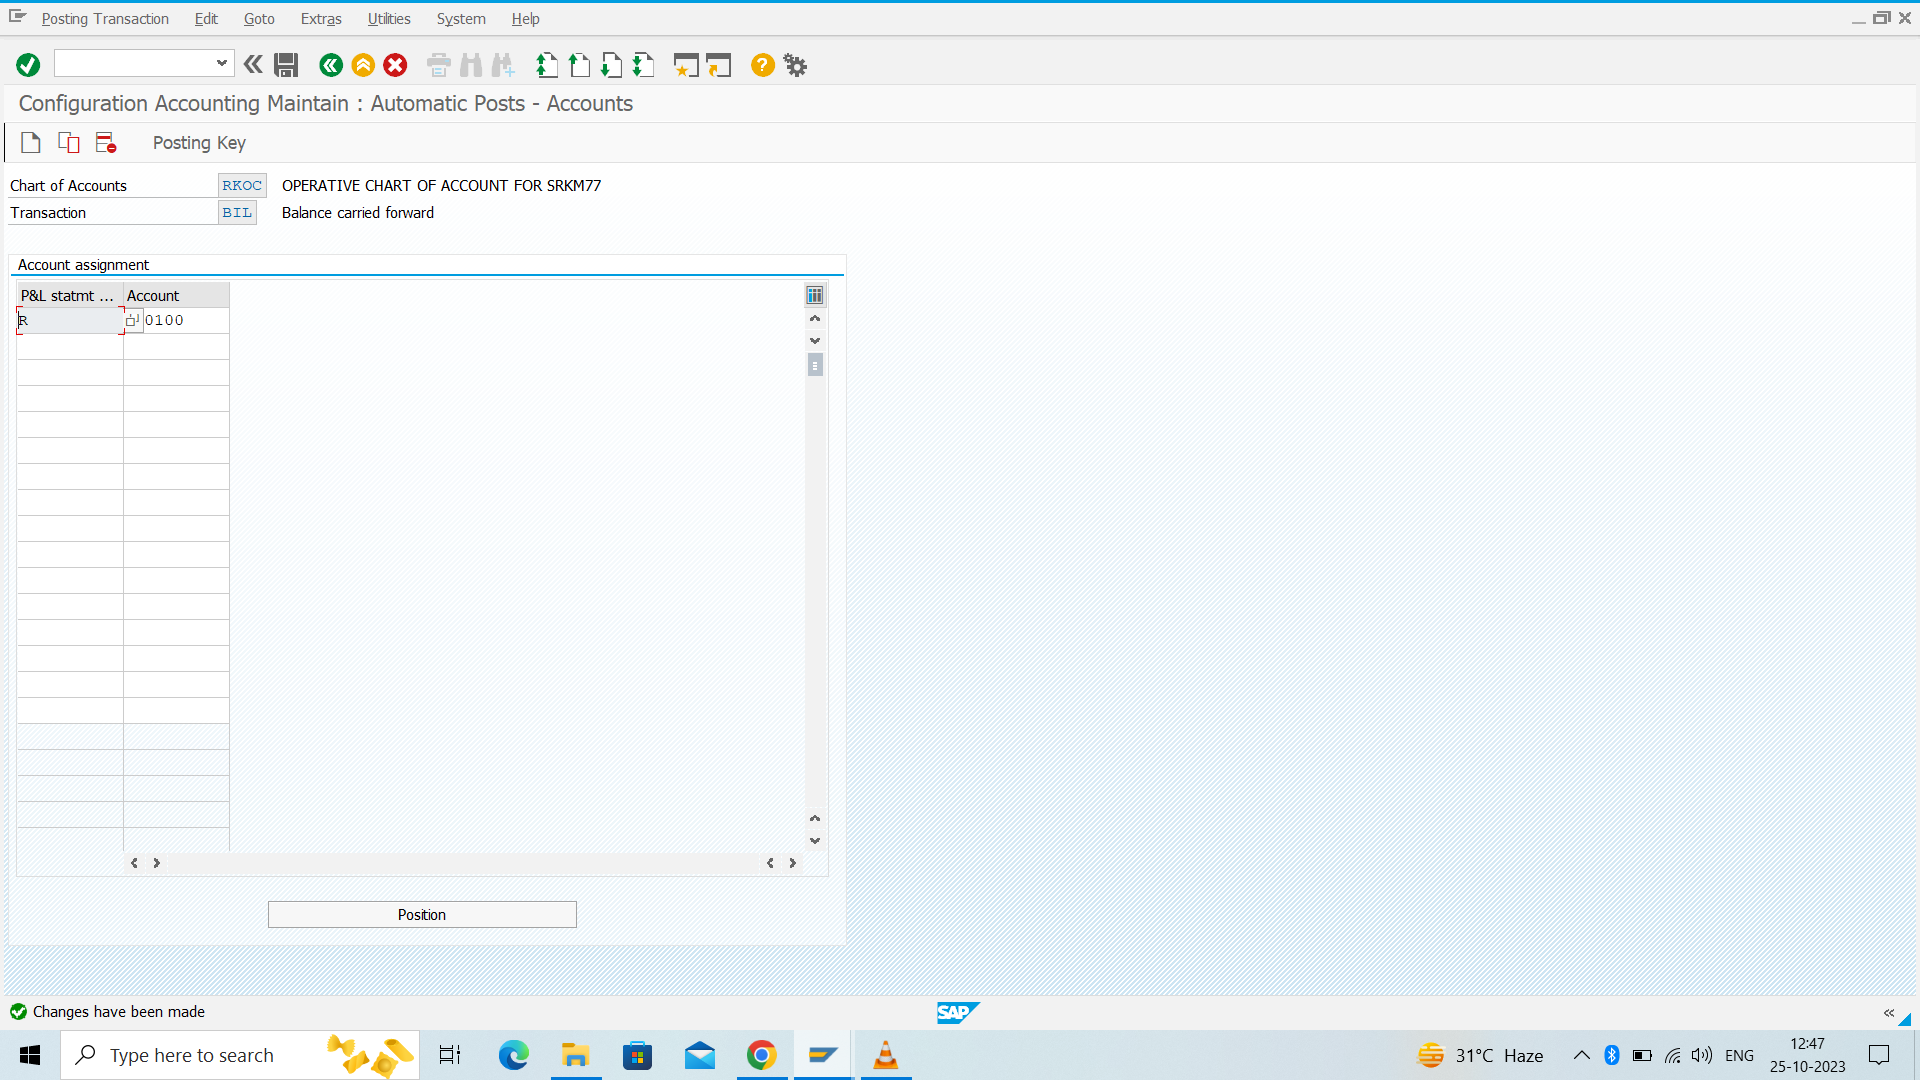 Posting Transaction Edit Goto Extras Utilities System Help
Configuration Accounting Maintain : Automatic Posts - Accounts
Posting Key
Chart of Accounts RKOC OPERATIVE CHART OF ACCOUNT FOR SRKM77
Transaction BIL Balance carried forward
Account assignment
P&L statmt ... Account
R 0100
Position
Changes have been made
SAP
Type here to search
31°C Haze
ENG
12:47
25-10-2023